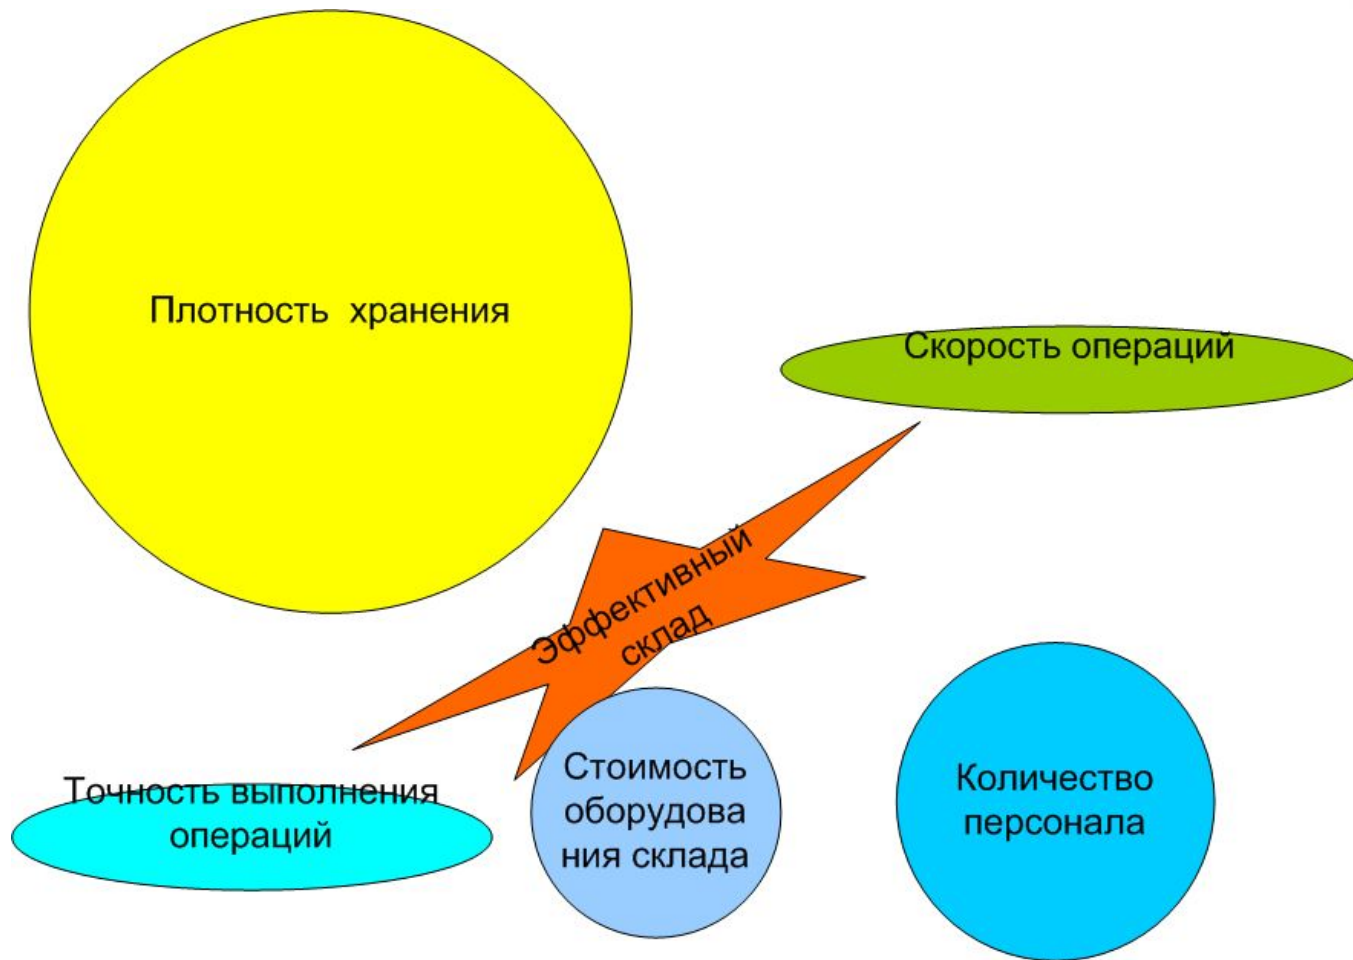 Плотность хранения
Скорость операций
Эффективный
склад
Точность выполнения
операций
Стоимость
оборудова
ния склада
Количество
персонала